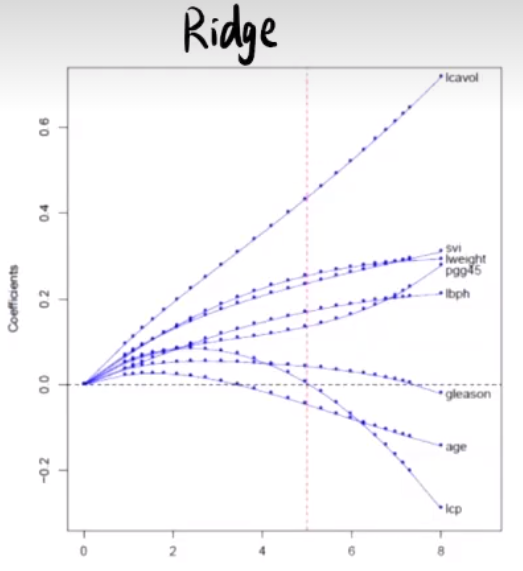 Ridge
lcavol
svi
lweight
pgg45
lbph
gleason
age
lcp
Coefficients
0.6
0.4
0.2
0.0
−0.2
0 2 4 6 8